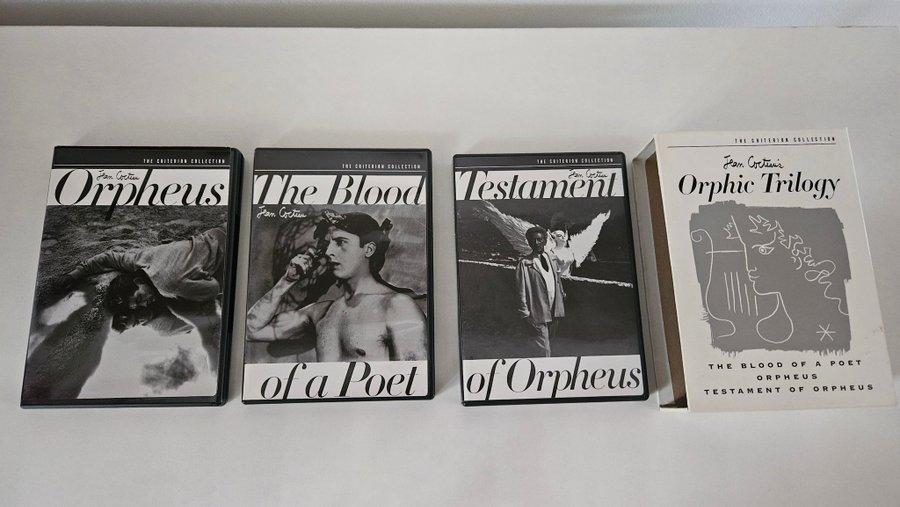 THE CRITERION COLLECTION
Jean Cocteau
Orpheus
THE CRITERION COLLECTION
The Blood
Jean Cocteau
of a Poet
THE CRITERION COLLECTION
Jean Cocteau
Testament
of Orpheus
THE CRITERION COLLECTION
Jean Cocteau's
Orphic Trilogy
THE BLOOD OF A POET
ORPHEUS
TESTAMENT OF ORPHEUS